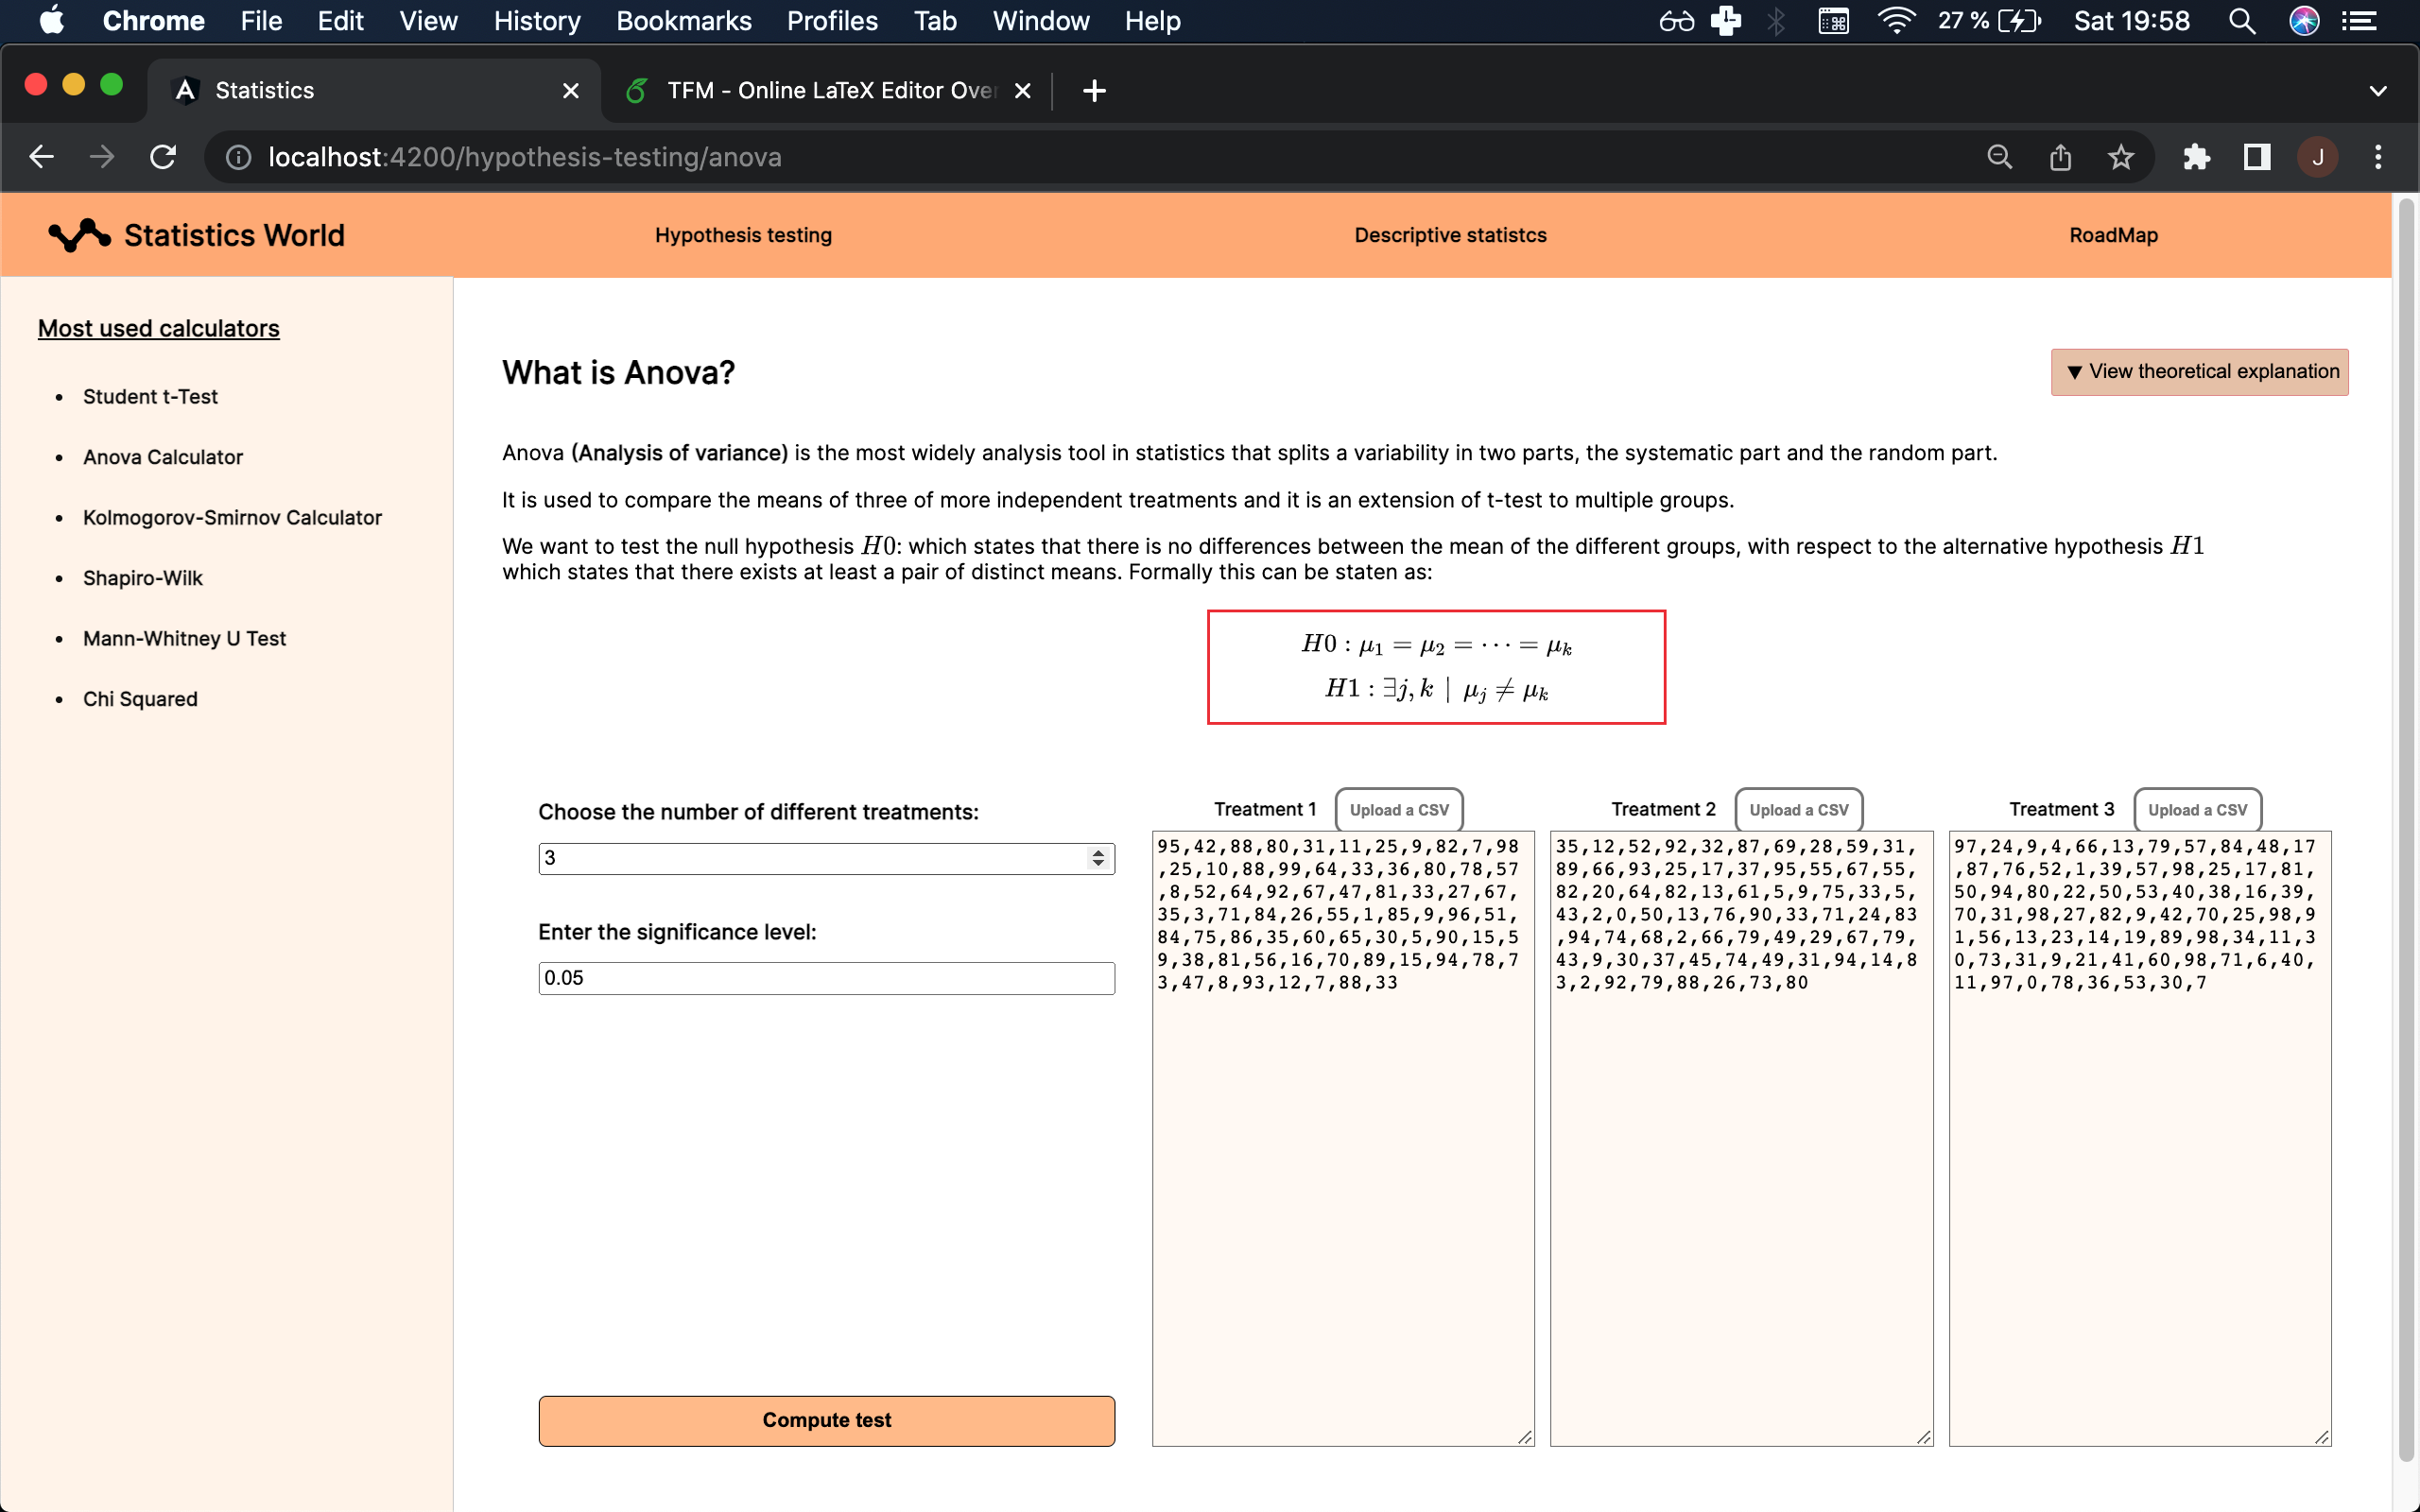 Chrome File Edit View History Bookmarks Profiles Tab Window Help 27 % Sat 19:58
Statistics TFM - Online LaTeX Editor Over
localhost:4200/hypothesis-testing/anova J
Statistics World Hypothesis testing Descriptive statistcs RoadMap
Most used calculators
• Student t-Test
• Anova Calculator
• Kolmogorov-Smirnov Calculator
• Shapiro-Wilk
• Mann-Whitney U Test
• Chi Squared
What is Anova?
▼ View theoretical explanation
Anova (Analysis of variance) is the most widely analysis tool in statistics that splits a variability in two parts, the systematic part and the random part.
It is used to compare the means of three of more independent treatments and it is an extension of t-test to multiple groups.
We want to test the null hypothesis H0: which states that there is no differences between the mean of the different groups, with respect to the alternative hypothesis H1
which states that there exists at least a pair of distinct means. Formally this can be staten as:
H0 : μ1 = μ2 = ⋯ = μk
H1 : ∃j, k | μj ≠ μk
Choose the number of different treatments:
3
Enter the significance level:
0.05
Compute test
Treatment 1 Upload a CSV
95,42,88,80,31,11,25,9,82,7,98
,25,10,88,99,64,33,36,80,78,57
,8,52,64,92,67,47,81,33,27,67,
35,3,71,84,26,55,1,85,9,96,51,
84,75,86,35,60,65,30,5,90,15,5
9,38,81,56,16,70,89,15,94,78,7
3,47,8,93,12,7,88,33
Treatment 2 Upload a CSV
35,12,52,92,32,87,69,28,59,31,
89,66,93,25,17,37,95,55,67,55,
82,20,64,82,13,61,5,9,75,33,5,
43,2,0,50,13,76,90,33,71,24,83
,94,74,68,2,66,79,49,29,67,79,
43,9,30,37,45,74,49,31,94,14,8
3,2,92,79,88,26,73,80
Treatment 3 Upload a CSV
97,24,9,4,66,13,79,57,84,48,17
,87,76,52,1,39,57,98,25,17,81,
50,94,80,22,50,53,40,38,16,39,
70,31,98,27,82,9,42,70,25,98,9
1,56,13,23,14,19,89,98,34,11,3
0,73,31,9,21,41,60,98,71,6,40,
11,97,0,78,36,53,30,7